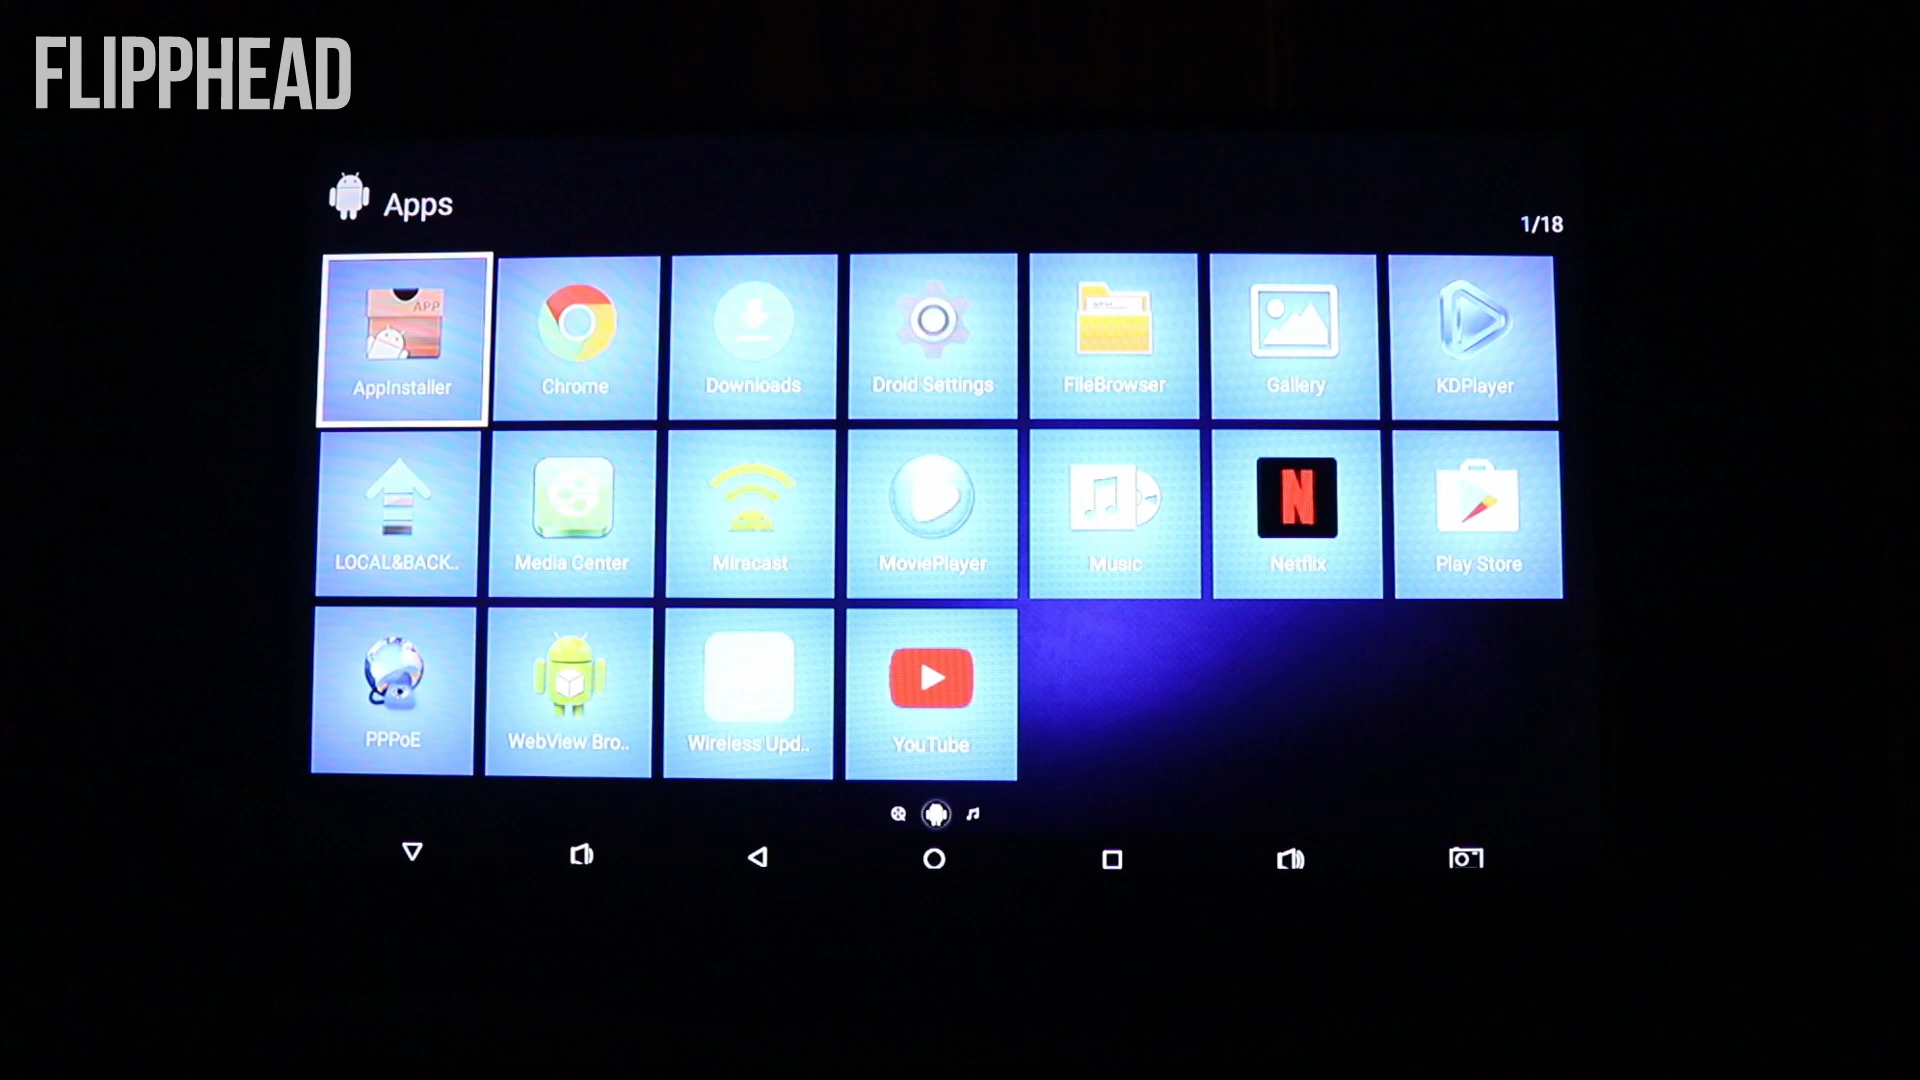 FLIPPHEAD
Apps
1/18
APP
AppInstaller
Chrome
Downloads
Droid Settings
FileBrowser
Gallery
KDPlayer
LOCAL&BACK..
Media Center
Miracast
MoviePlayer
Music
N
Netflix
Play Store
PPPoE
WebView Bro..
Wireless Upd..
YouTube